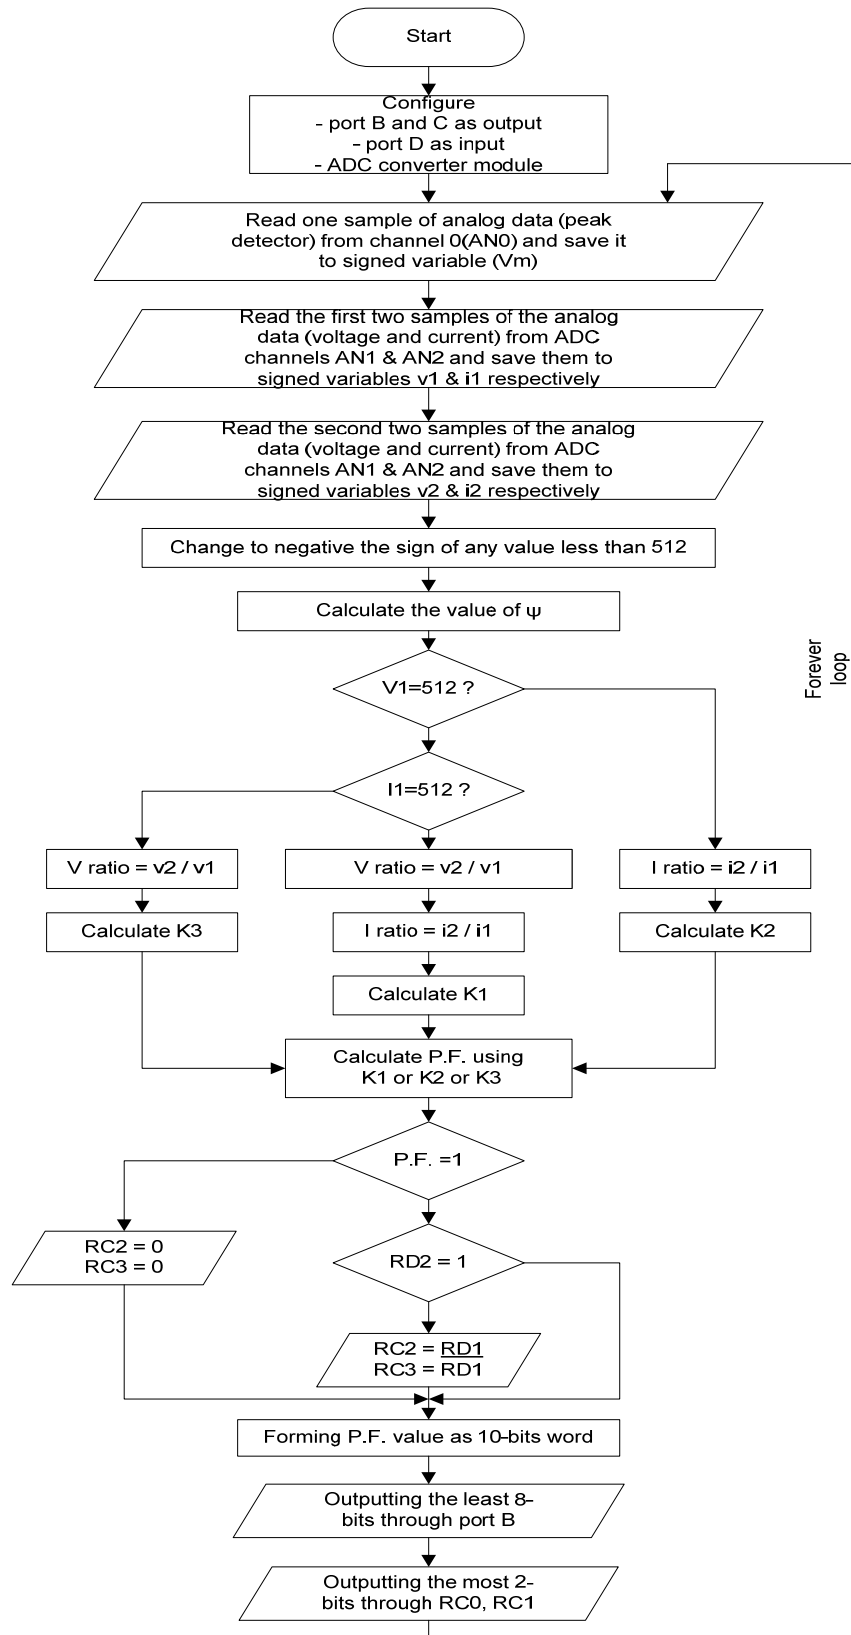 Start
Configure
- port B and C as output
- port D as input
- ADC converter module
Read one sample of analog data (peak
detector) from channel 0(AN0) and save it
to signed variable (Vm)
Read the first two samples of the analog
data (voltage and current) from ADC
channels AN1 & AN2 and save them to
signed variables v1 & i1 respectively
Read the second two samples of the analog
data (voltage and current) from ADC
channels AN1 & AN2 and save them to
signed variables v2 & i2 respectively
Change to negative the sign of any value less than 512
Calculate the value of ψ
Forever
loop
V1=512 ?
I1=512 ?
V ratio = v2 / v1
V ratio = v2 / v1
I ratio = i2 / i1
Calculate K3
I ratio = i2 / i1
Calculate K2
Calculate K1
Calculate P.F. using
K1 or K2 or K3
P.F. =1
RC2 = 0
RC3 = 0
RD2 = 1
RC2 = RD1
RC3 = RD1
Forming P.F. value as 10-bits word
Outputting the least 8-
bits through port B
Outputting the most 2-
bits through RC0, RC1